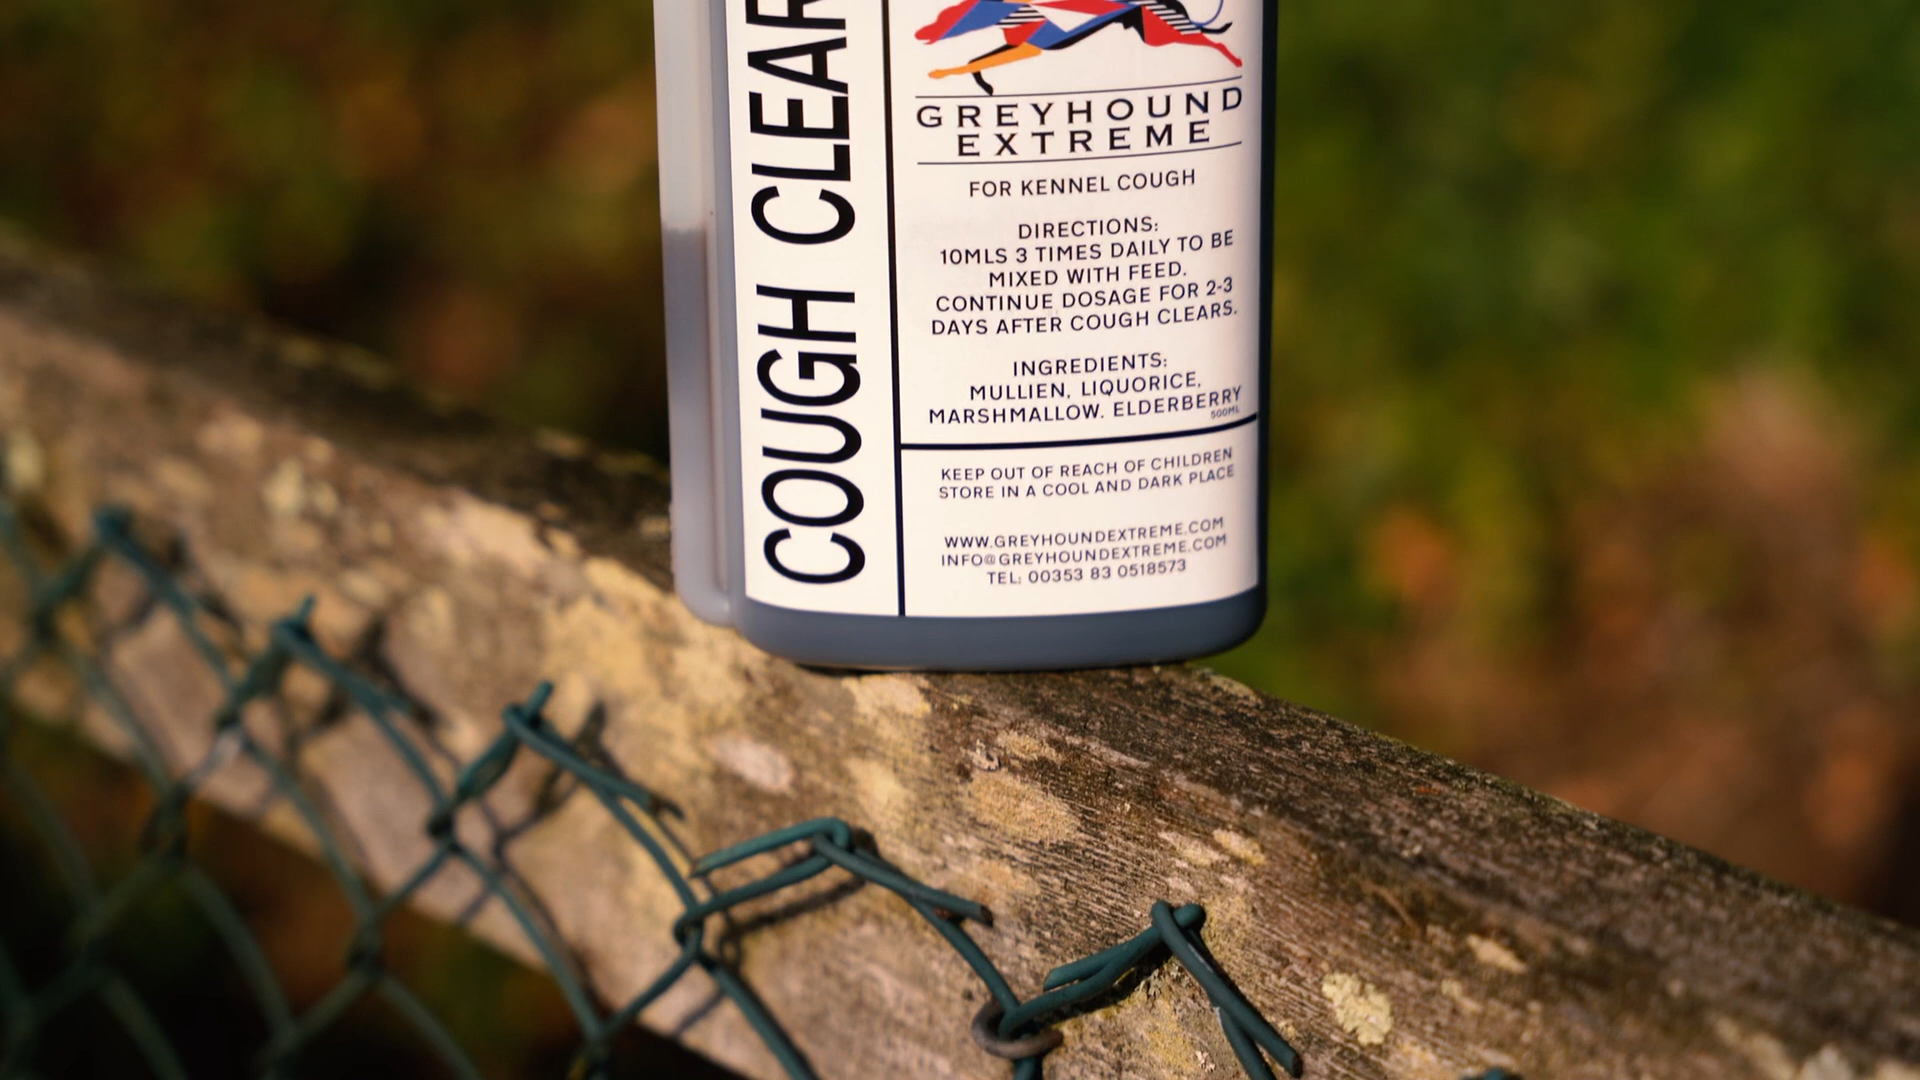 COUGH CLEAR
GREYHOUND
EXTREME
FOR KENNEL COUGH
DIRECTIONS:
10MLS 3 TIMES DAILY TO BE
MIXED WITH FEED.
CONTINUE DOSAGE FOR 2-3
DAYS AFTER COUGH CLEARS.
INGREDIENTS:
MULLIEN, LIQUORICE,
MARSHMALLOW. ELDERBERRY
500ML
KEEP OUT OF REACH OF CHILDREN
STORE IN A COOL AND DARK PLACE
WWW.GREYHOUNDEXTREME.COM
INFO@GREYHOUNDEXTREME.COM
TEL: 00353 83 0518573